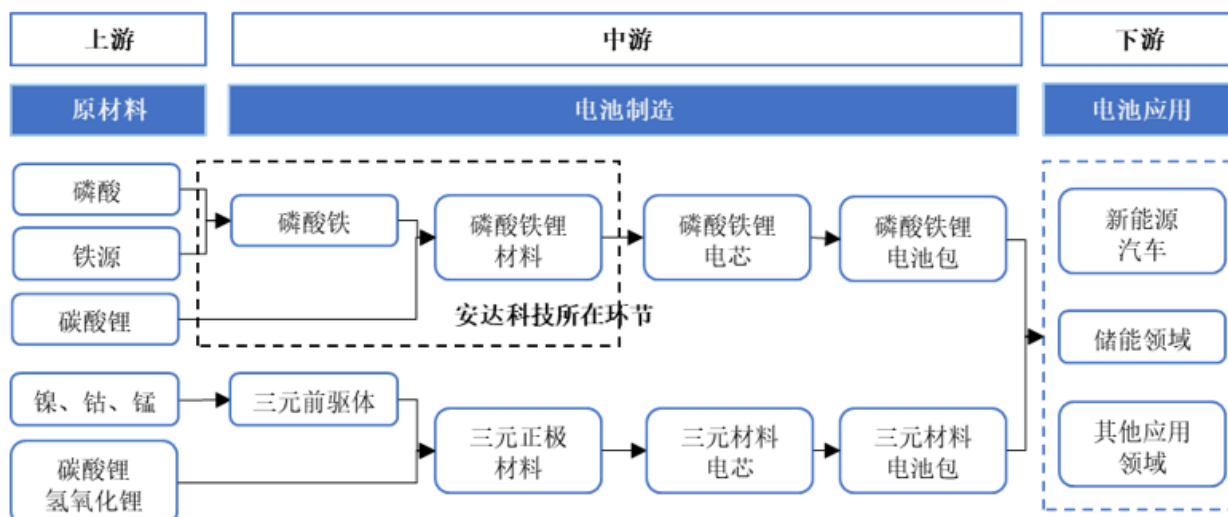 上游
中游
下游
原材料
电池制造
电池应用
磷酸
铁源
碳酸锂
磷酸铁
磷酸铁锂
材料
磷酸铁锂
电芯
磷酸铁锂
电池包
安达科技所在环节
镍、钴、锰
碳酸锂
氢氧化锂
三元前驱体
三元正极
材料
三元材料
电芯
三元材料
电池包
新能源
汽车
储能领域
其他应用
领域